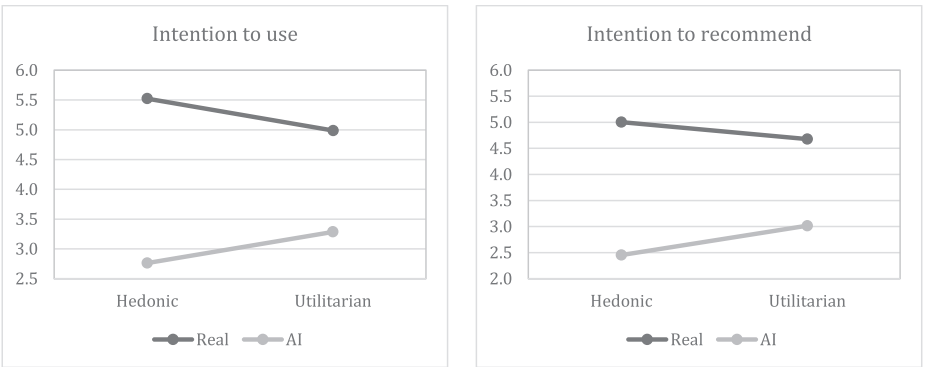 Intention to use
6.0
5.5
5.0
4.5
4.0
3.5
3.0
2.5
Hedonic Utilitarian
Real AI
Intention to recommend
6.0
5.5
5.0
4.5
4.0
3.5
3.0
2.5
2.0
Hedonic Utilitarian
Real AI